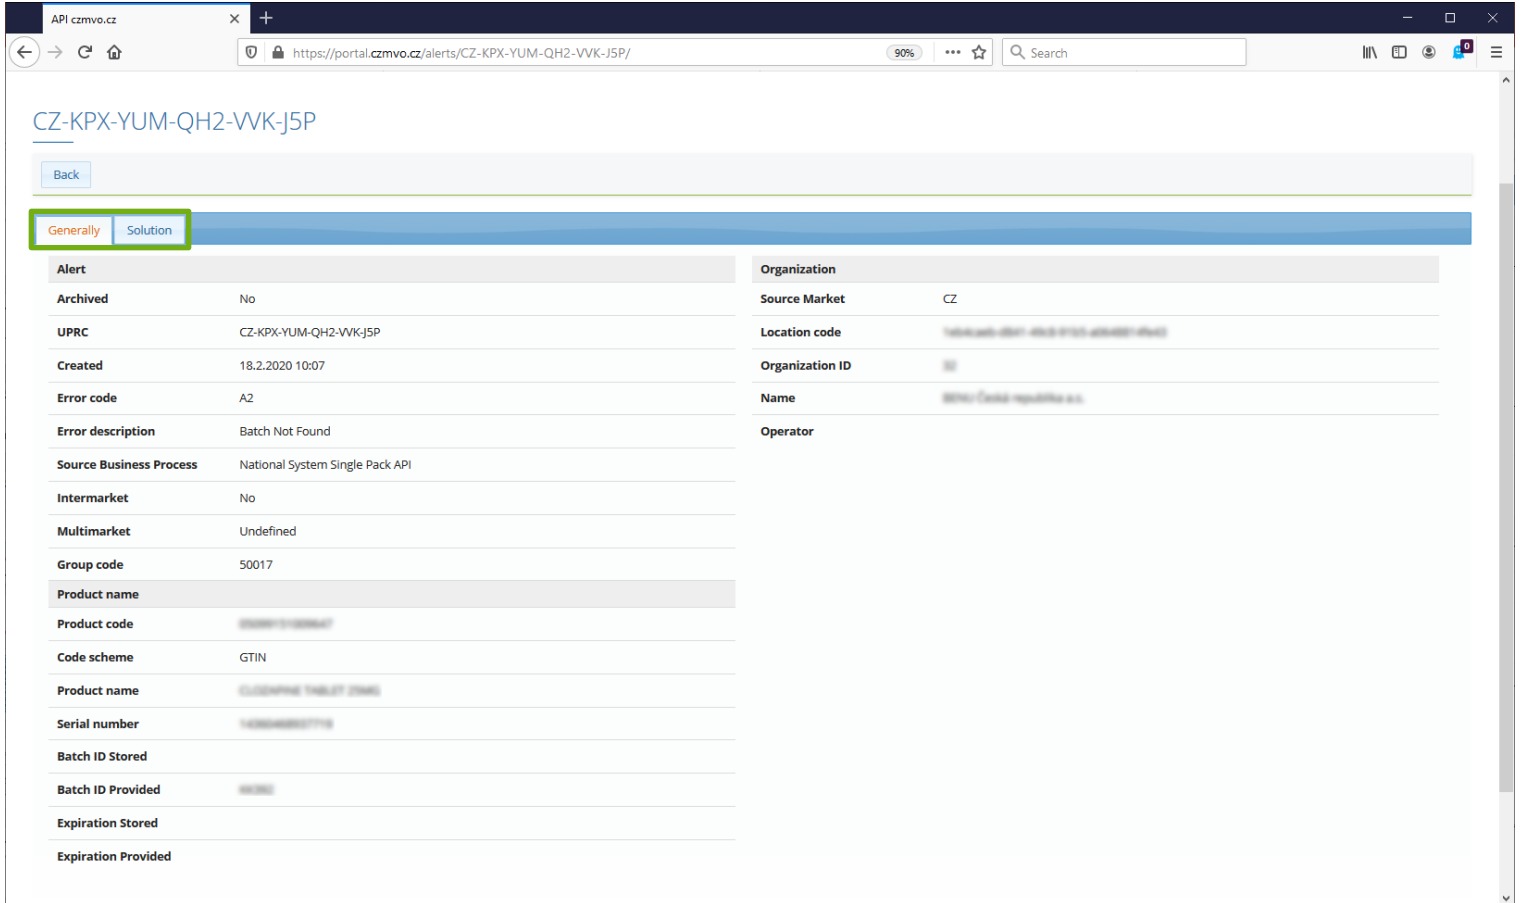 API czmvo.cz
https://portal.czmvo.cz/alerts/CZ-KPX-YUM-QH2-VVK-J5P/
90%
Search
0
CZ-KPX-YUM-QH2-VVK-J5P
Back
Generally Solution
Alert
Archived No
UPRC CZ-KPX-YUM-QH2-VVK-J5P
Created 18.2.2020 10:07
Error code A2
Error description Batch Not Found
Source Business Process National System Single Pack API
Intermarket No
Multimarket Undefined
Group code 50017
Product name
Product code
Code scheme GTIN
Product name
Serial number
Batch ID Stored
Batch ID Provided
Expiration Stored
Expiration Provided
Organization
Source Market CZ
Location code
Organization ID
Name
Operator